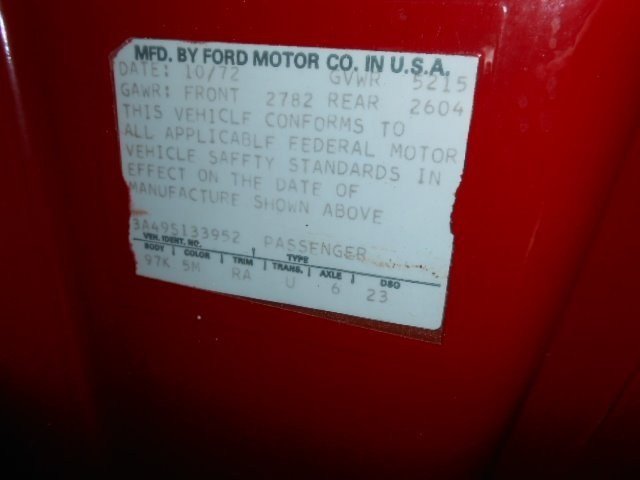 MFD. BY FORD MOTOR CO. IN U.S.A.
DATE: 10/72 GVWR 5215
GAWR: FRONT 2782 REAR 2604
THIS VEHICLE CONFORMS TO
ALL APPLICABLE FEDERAL MOTOR
VEHICLE SAFFTY STANDARDS IN
EFFECT ON THE DATE OF
MANUFACTURE SHOWN ABOVE
3A49S133952 PASSENGER
VEH. IDENT. NO. TYPE
BODY COLOR TRIM TRANS. AXLE DSO
97K 5M RA U 6 23